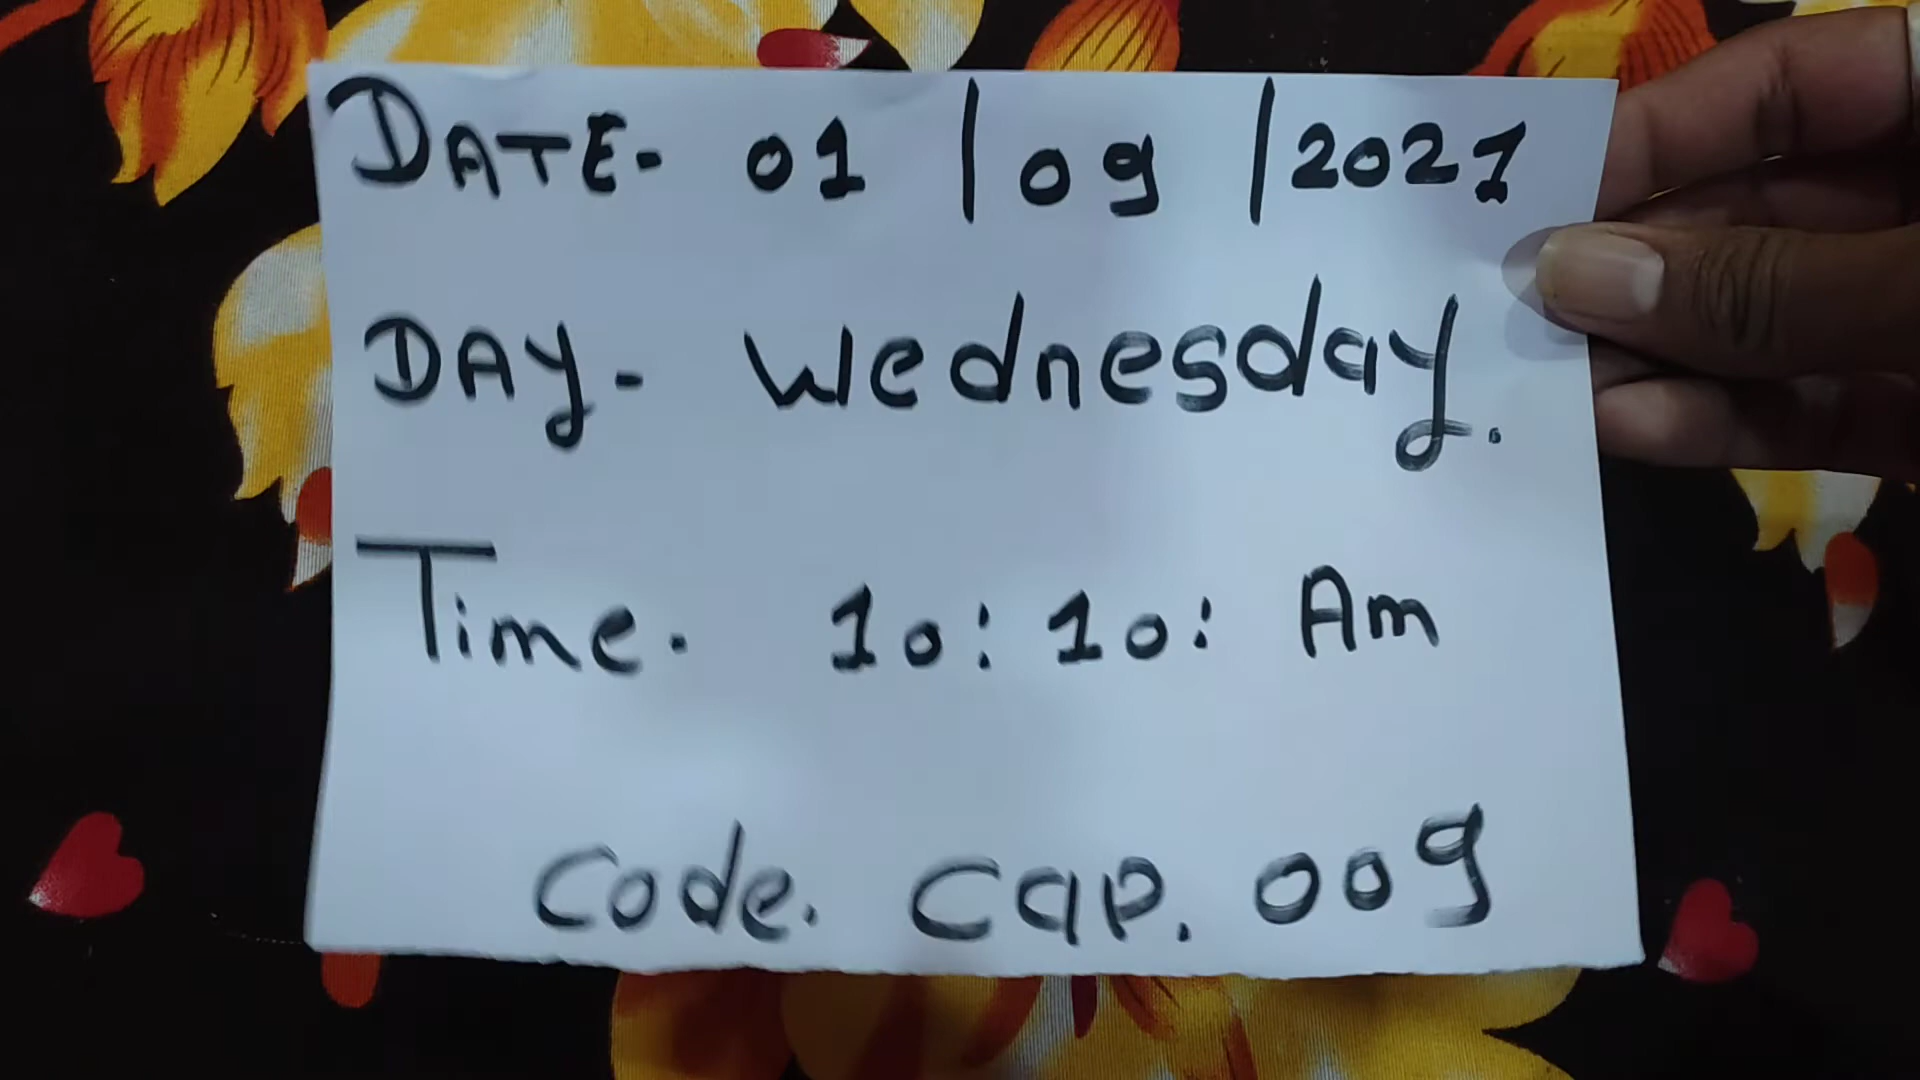 DATE- 01/09/2021
DAY- Wednesday.
Time. 10:10: Am
Code. Cap. 009